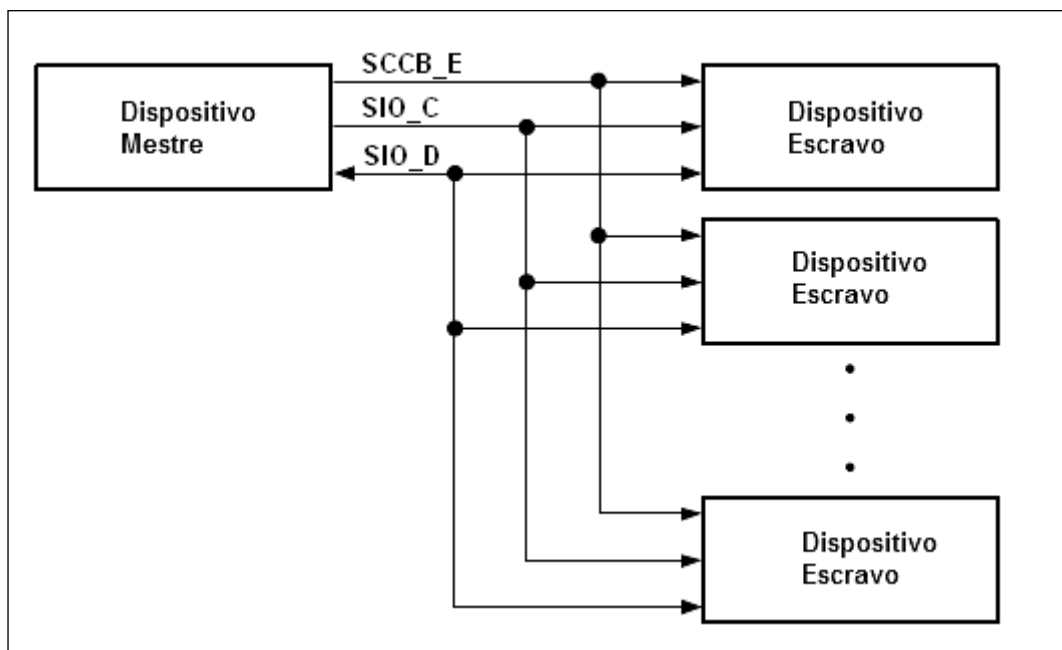 SCCB_E
Dispositivo
Mestre
SIO_C
SIO_D
Dispositivo
Escravo
Dispositivo
Escravo
Dispositivo
Escravo